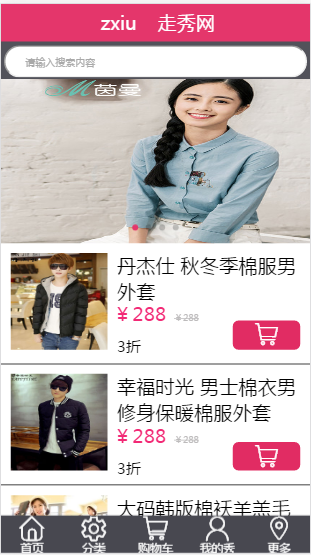 zxiu 走秀网
请输入搜索内容
M 茵曼
丹杰仕 秋冬季棉服男
外套
¥ 288 ¥ 288
3折
幸福时光 男士棉衣男
修身保暖棉服外套
¥ 288 ¥ 288
3折
大码韩版棉袄羊羔毛
首页 分类 购物车 我的秀 更多